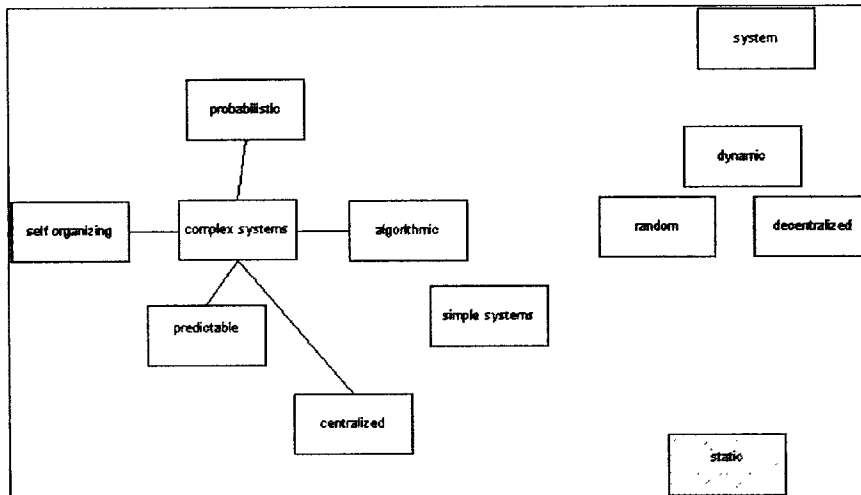 system
probabilistic
dynamic
self organizing
complex systems
algorithmic
random
decentralized
predictable
simple systems
centralized
static